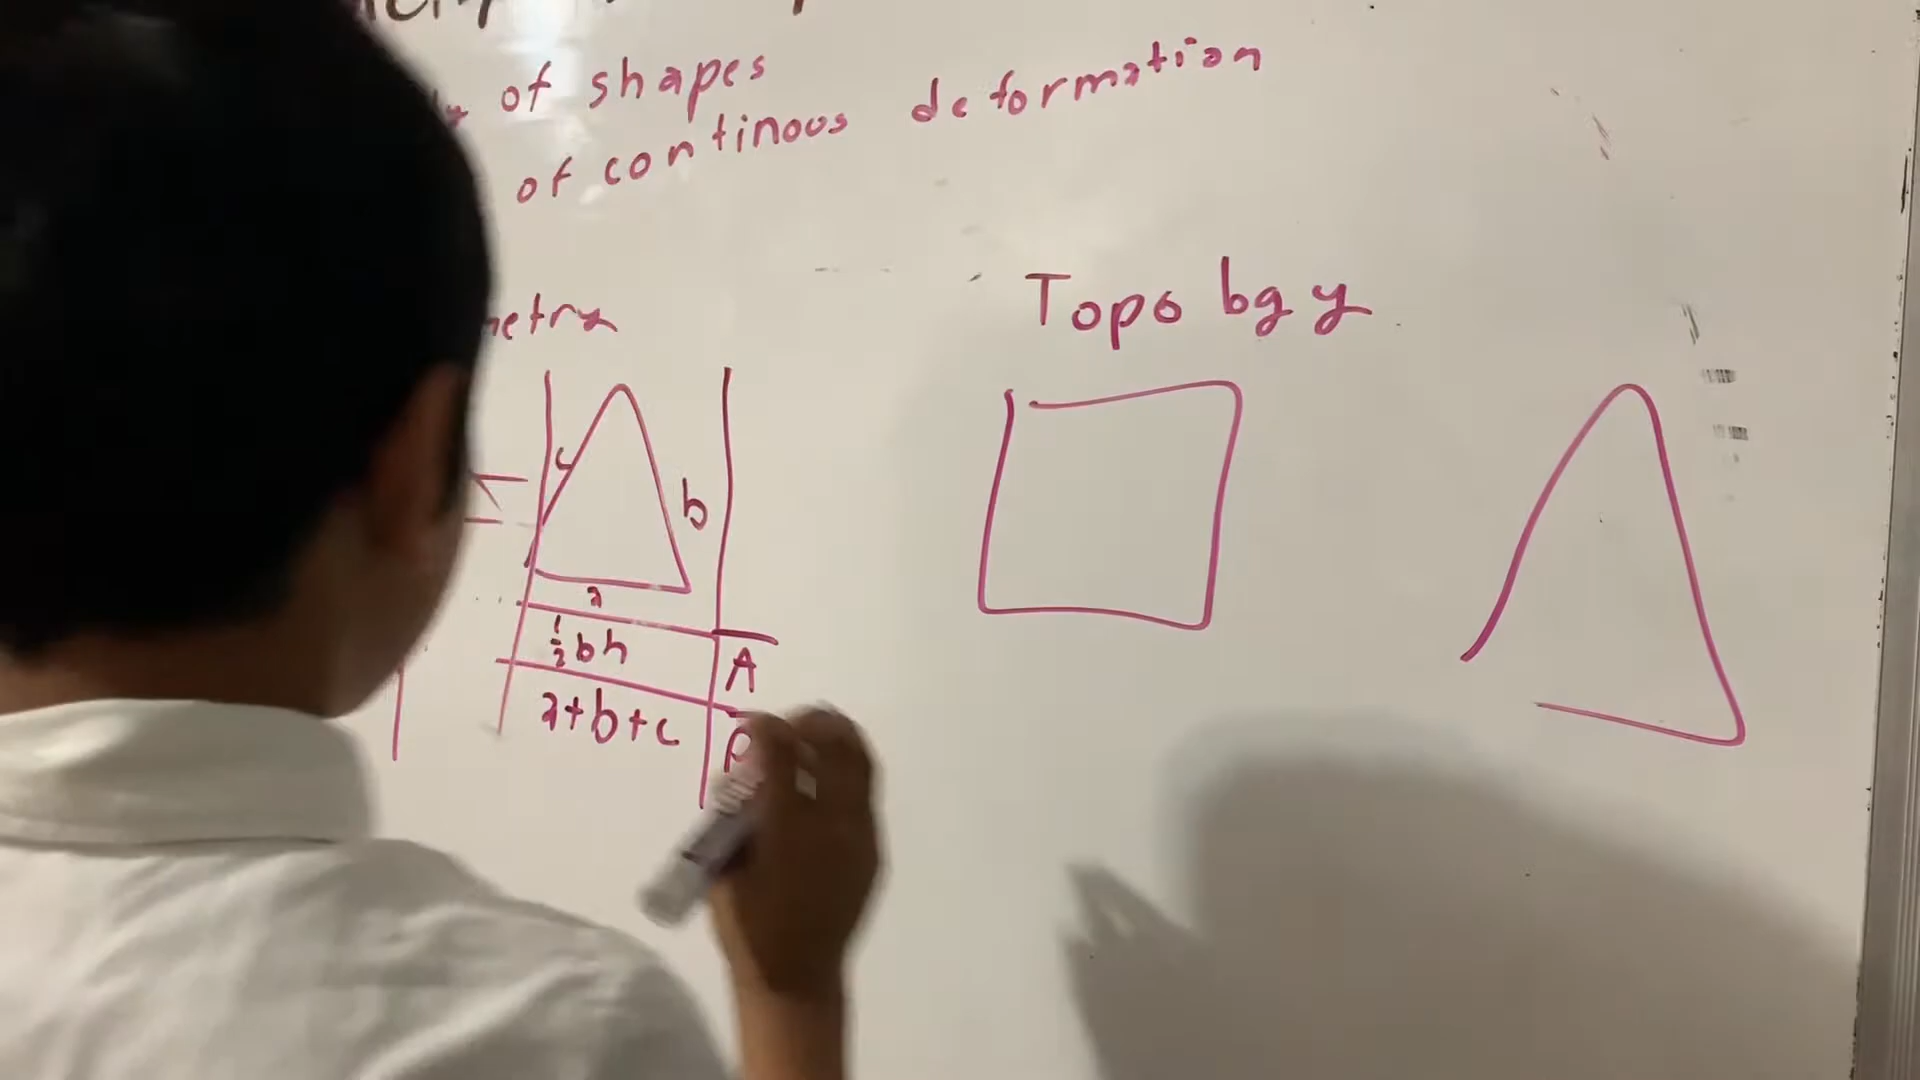 of shapes
of continous deformation
Topology
c
b
a
½bh
A
a+b+c
P